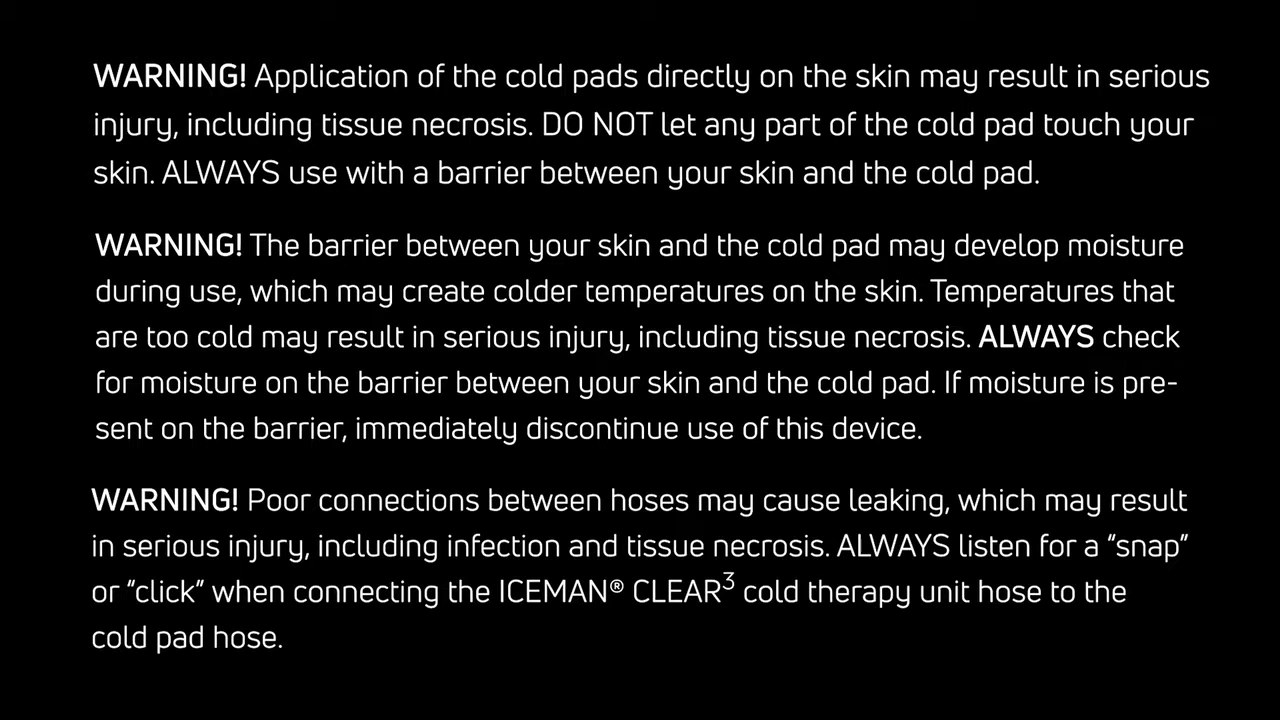 WARNING! Application of the cold pads directly on the skin may result in serious
injury, including tissue necrosis. DO NOT let any part of the cold pad touch your
skin. ALWAYS use with a barrier between your skin and the cold pad.
WARNING! The barrier between your skin and the cold pad may develop moisture
during use, which may create colder temperatures on the skin. Temperatures that
are too cold may result in serious injury, including tissue necrosis. ALWAYS check
for moisture on the barrier between your skin and the cold pad. If moisture is pre-
sent on the barrier, immediately discontinue use of this device.
WARNING! Poor connections between hoses may cause leaking, which may result
in serious injury, including infection and tissue necrosis. ALWAYS listen for a “snap”
or “click” when connecting the ICEMAN® CLEAR³ cold therapy unit hose to the
cold pad hose.